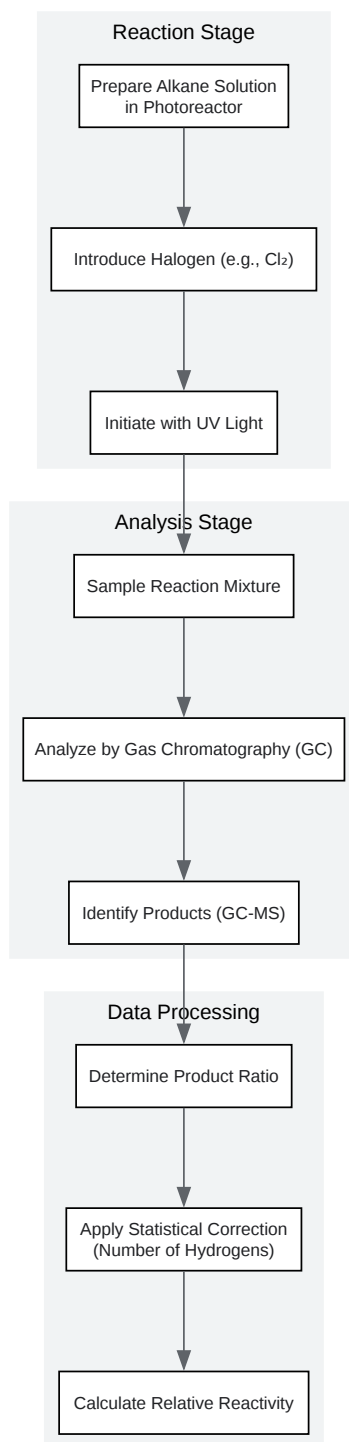 Reaction Stage
Prepare Alkane Solution
in Photoreactor
Introduce Halogen (e.g., Cl₂)
Initiate with UV Light
Analysis Stage
Sample Reaction Mixture
Analyze by Gas Chromatography (GC)
Identify Products (GC-MS)
Data Processing
Determine Product Ratio
Apply Statistical Correction
(Number of Hydrogens)
Calculate Relative Reactivity